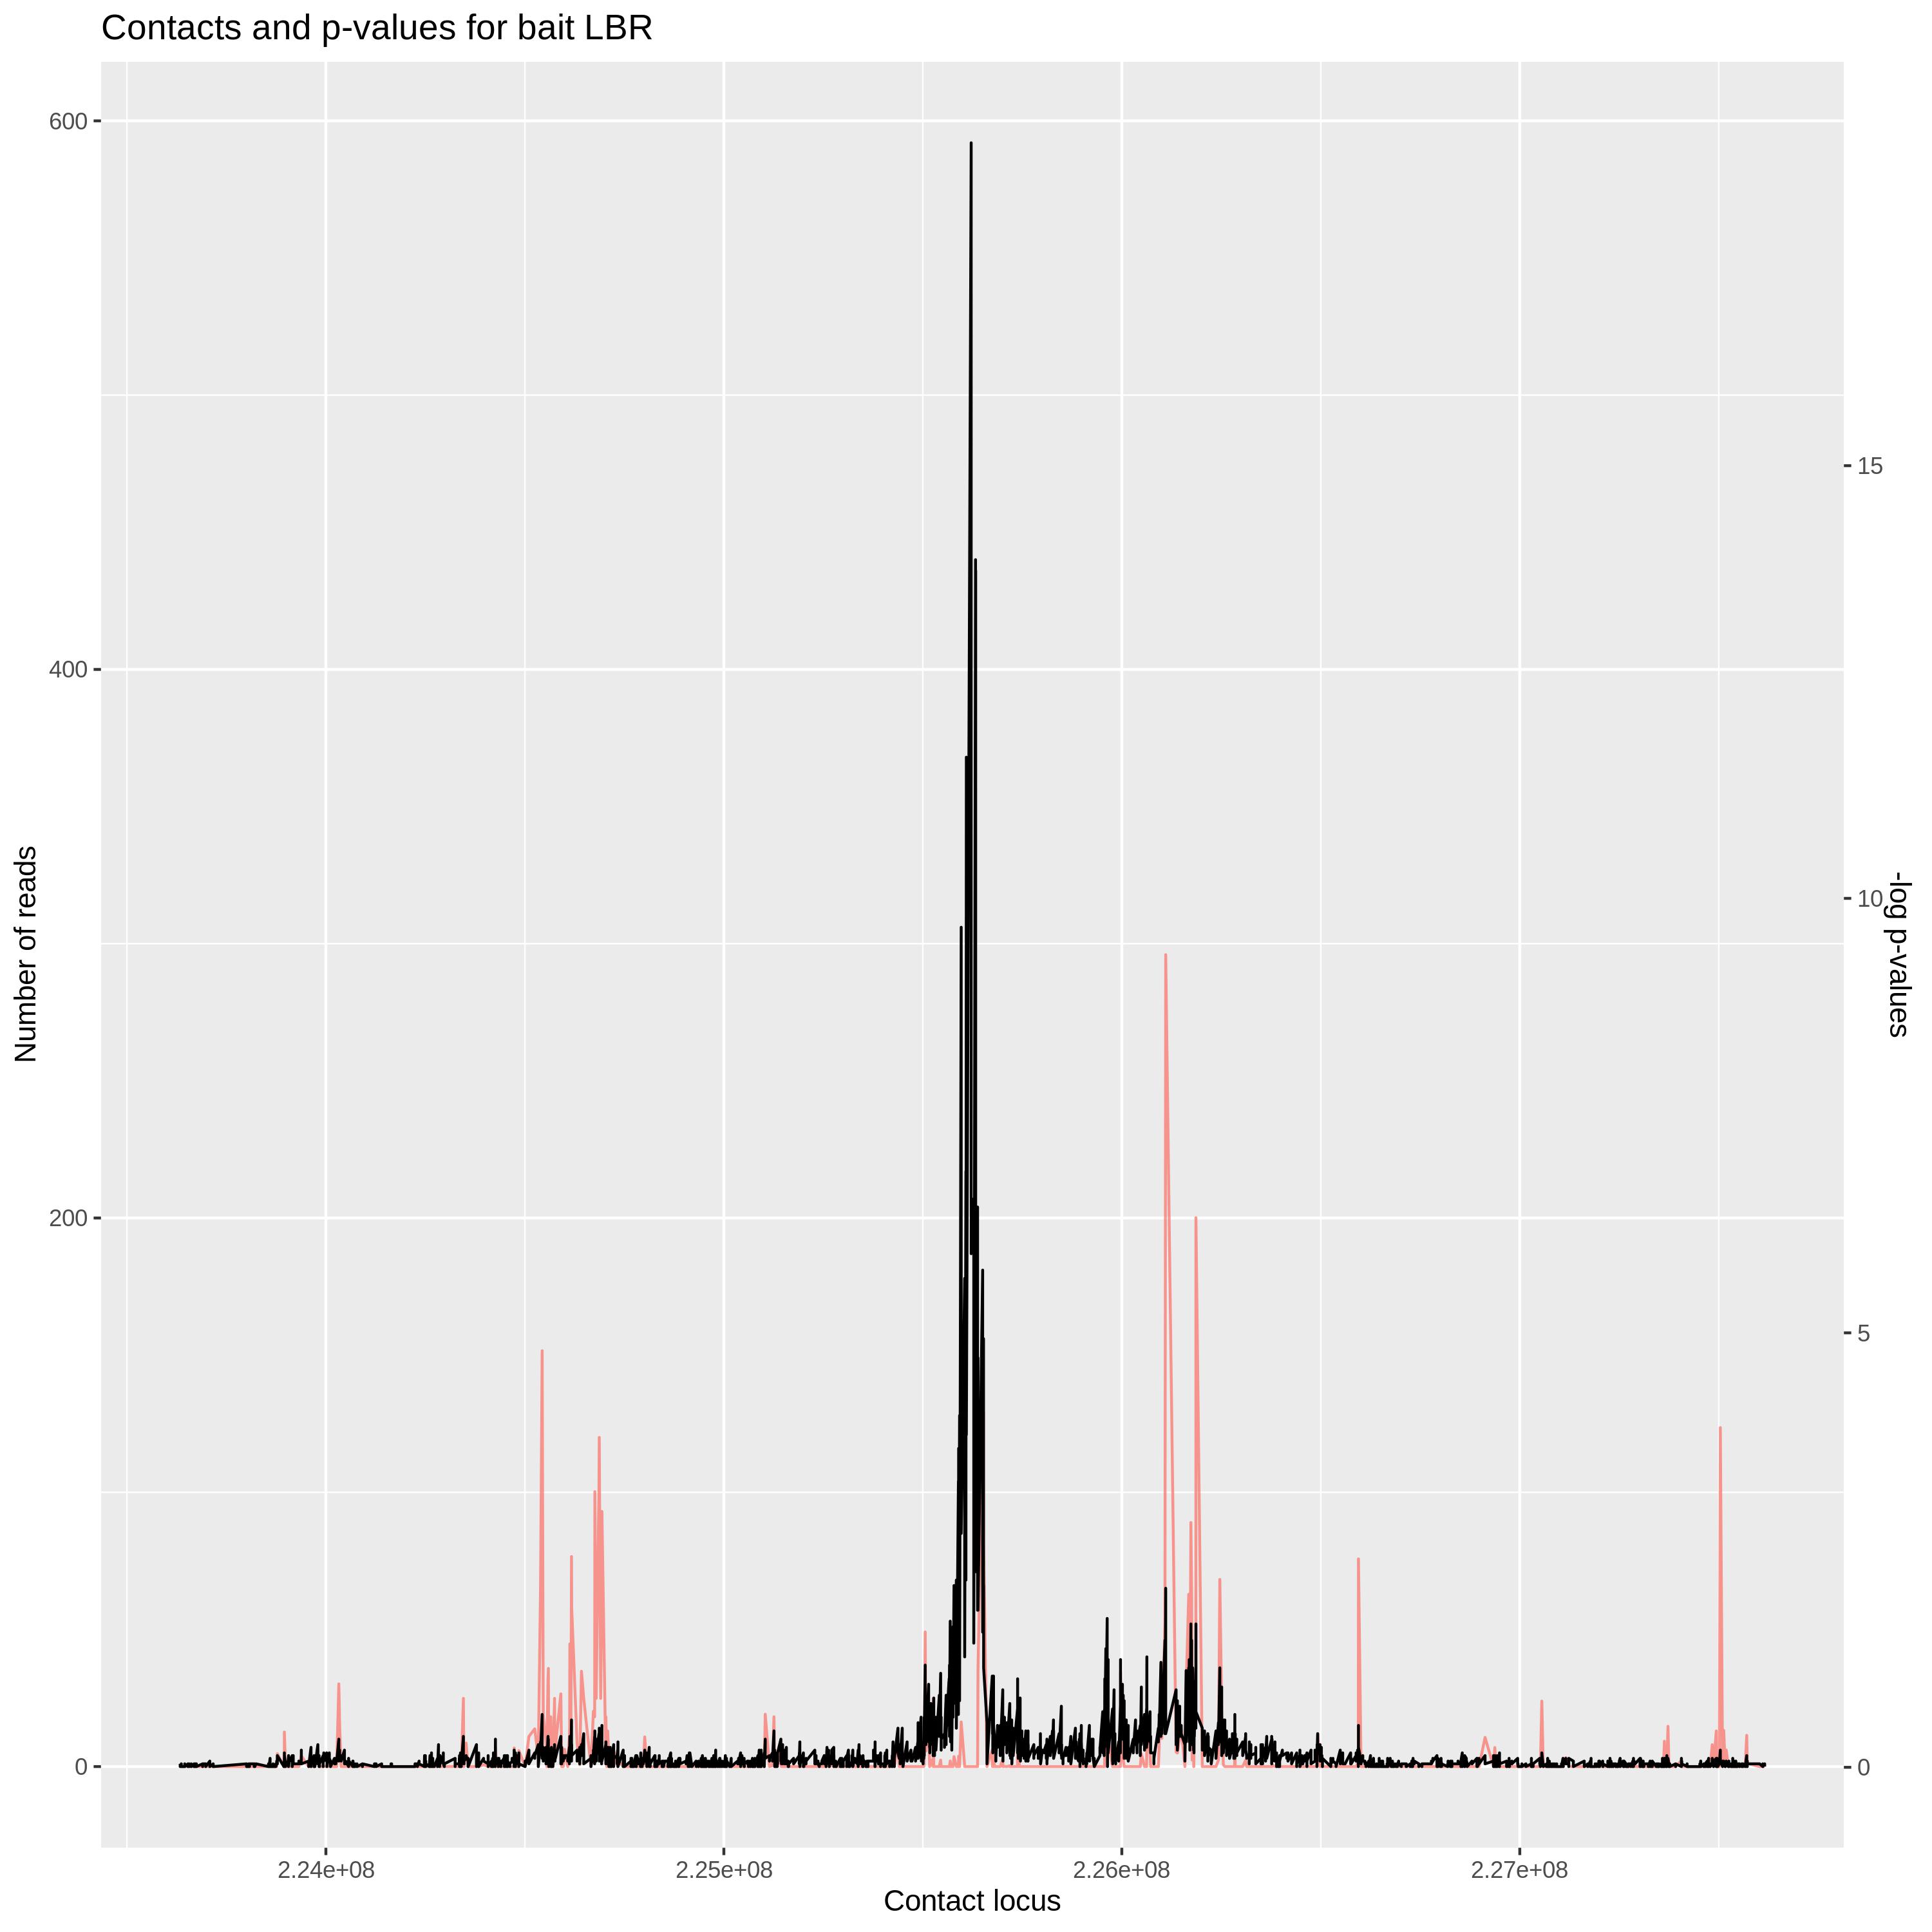 Contacts and p-values for bait LBR
600
400
200
0
Number of reads
15
10
5
0
-log p-values
2.24e+08
2.25e+08
2.26e+08
2.27e+08
Contact locus